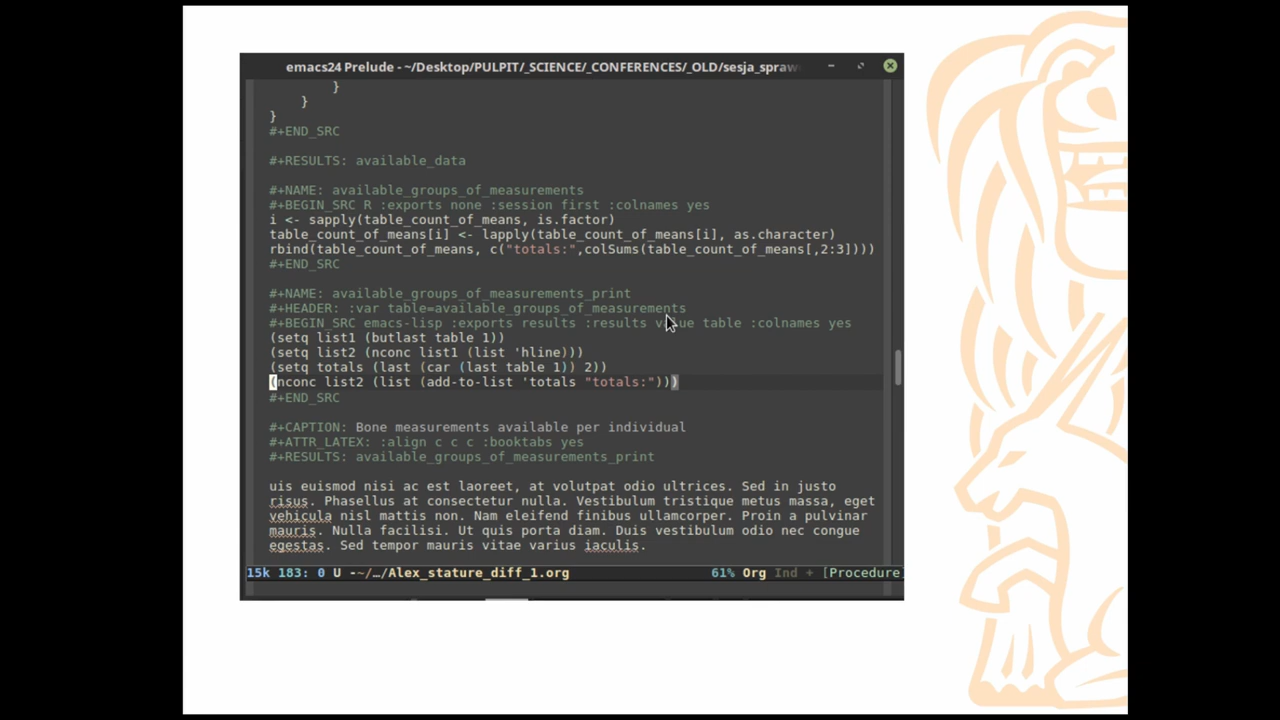 emacs24 Prelude - ~/Desktop/PULPIT/_SCIENCE/_CONFERENCES/_OLD/sesja_spraw
}
}
}
#+END_SRC
#+RESULTS: available_data
#+NAME: available_groups_of_measurements
#+BEGIN_SRC R :exports none :session first :colnames yes
i <- sapply(table_count_of_means, is.factor)
table_count_of_means[i] <- lapply(table_count_of_means[i], as.character)
rbind(table_count_of_means, c("totals:",colSums(table_count_of_means[,2:3])))
#+END_SRC
#+NAME: available_groups_of_measurements_print
#+HEADER: :var table=available_groups_of_measurements
#+BEGIN_SRC emacs-lisp :exports results :results value table :colnames yes
(setq list1 (butlast table 1))
(setq list2 (nconc list1 (list 'hline)))
(setq totals (last (car (last table 1)) 2))
(nconc list2 (list (add-to-list 'totals "totals:")))
#+END_SRC
#+CAPTION: Bone measurements available per individual
#+ATTR_LATEX: :align c c c :booktabs yes
#+RESULTS: available_groups_of_measurements_print
uis euismod nisi ac est laoreet, at volutpat odio ultrices. Sed in justo
risus. Phasellus at consectetur nulla. Vestibulum tristique metus massa, eget
vehicula nisl mattis non. Nam eleifend finibus ullamcorper. Proin a pulvinar
mauris. Nulla facilisi. Ut quis porta diam. Duis vestibulum odio nec congue
egestas. Sed tempor mauris vitae varius iaculis.
15k 183: 0 U -~/…/Alex_stature_diff_1.org 61% Org Ind + [Procedure